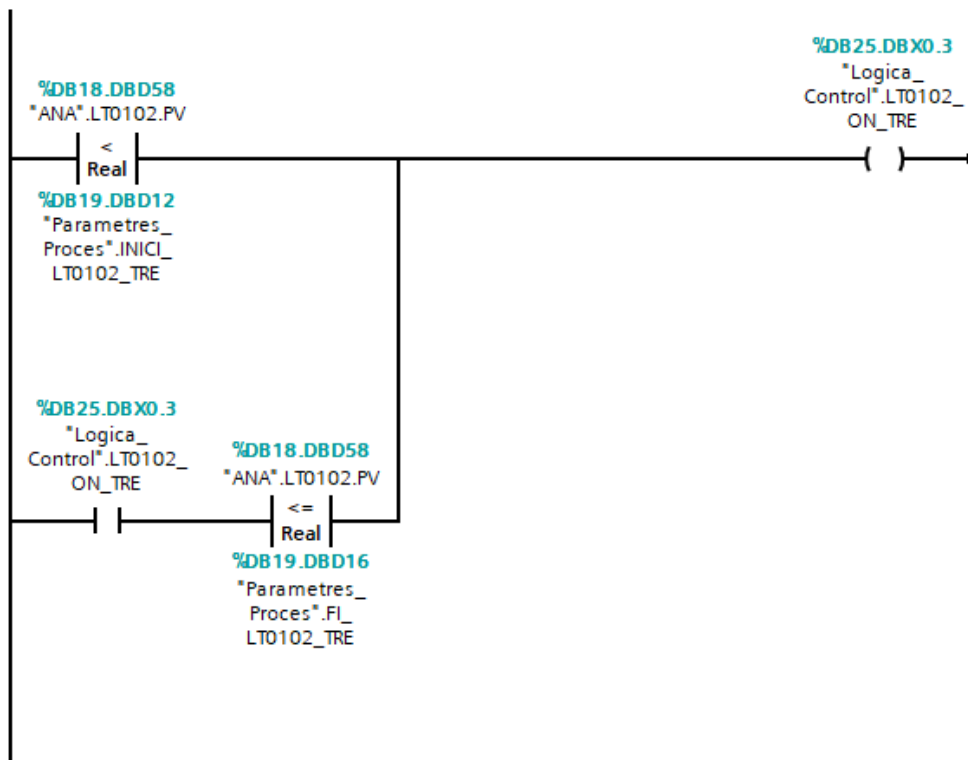 %DB25.DBX0.3
"Logica_
Control".LT0102_
ON_TRE
%DB18.DBD58
"ANA".LT0102.PV
<
Real
%DB19.DBD12
"Parametres_
Proces".INICI_
LT0102_TRE
%DB25.DBX0.3
"Logica_
Control".LT0102_
ON_TRE
%DB18.DBD58
"ANA".LT0102.PV
<=
Real
%DB19.DBD16
"Parametres_
Proces".FI_
LT0102_TRE